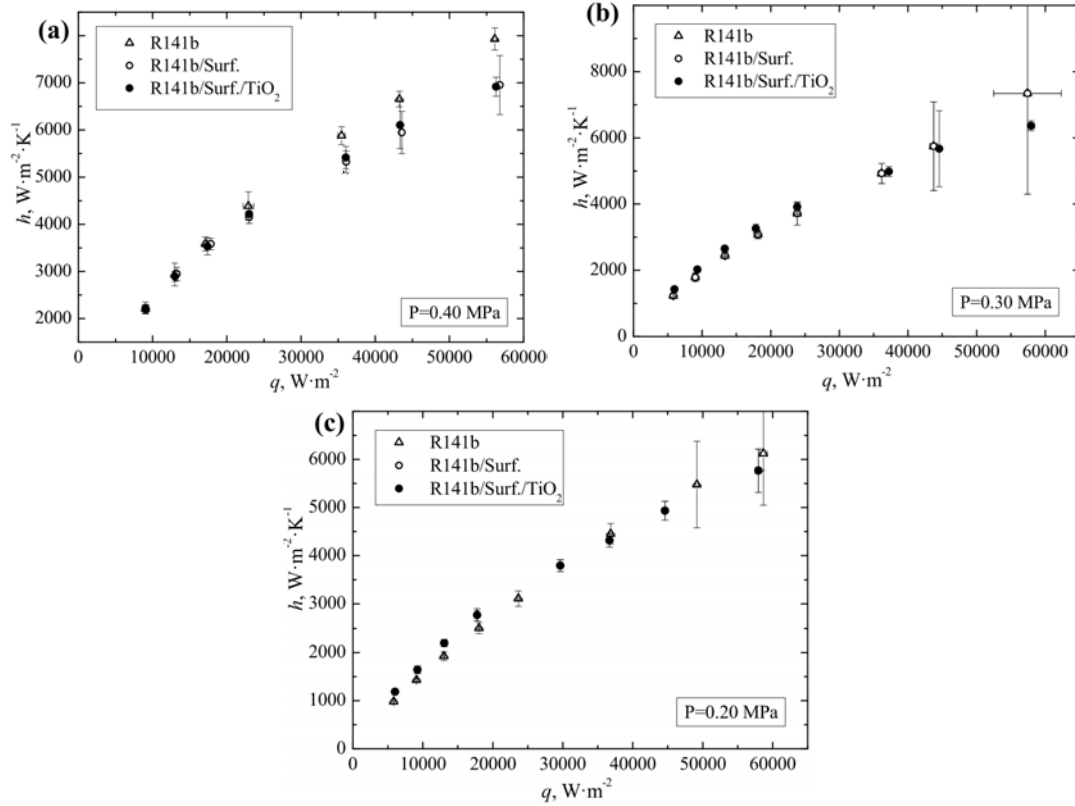 (a)
R141b
R141b/Surf.
R141b/Surf./TiO₂
P=0.40 MPa
h, W·m⁻²·K⁻¹
7000
6000
5000
4000
3000
2000
0 10000 20000 30000 40000 50000 60000
q, W·m⁻²
(b)
R141b
R141b/Surf.
R141b/Surf./TiO₂
P=0.30 MPa
h, W·m⁻²·K⁻¹
8000
6000
4000
2000
0
0 10000 20000 30000 40000 50000 60000
q, W·m⁻²
(c)
R141b
R141b/Surf.
R141b/Surf./TiO₂
P=0.20 MPa
h, W·m⁻²·K⁻¹
6000
5000
4000
3000
2000
1000
0
0 10000 20000 30000 40000 50000 60000
q, W·m⁻²